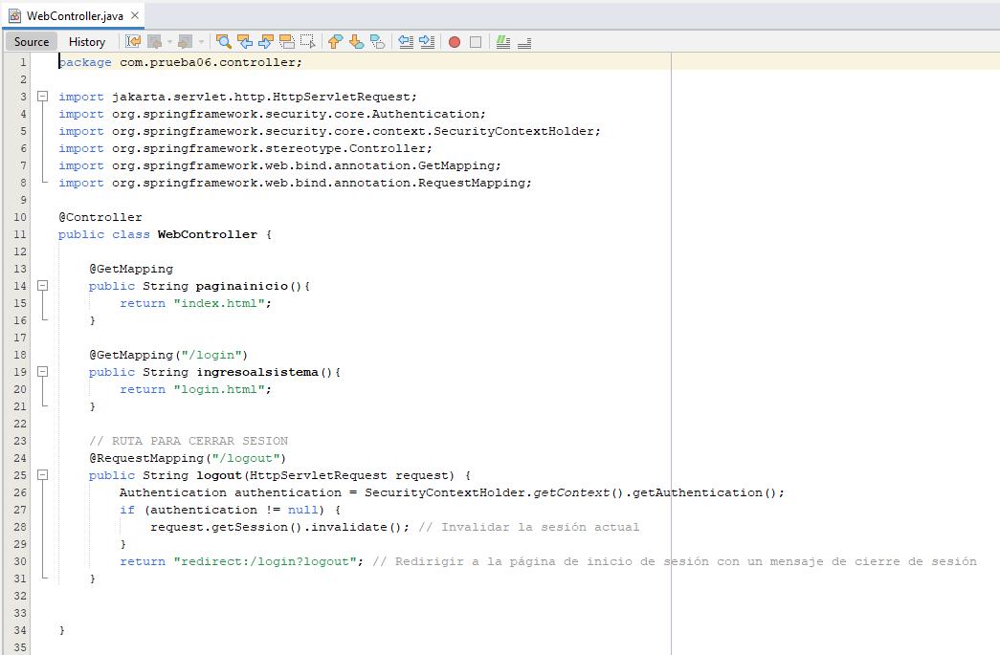 WebController.java
Source History
1 package com.prueba06.controller;
2
3 import jakarta.servlet.http.HttpServletRequest;
4 import org.springframework.security.core.Authentication;
5 import org.springframework.security.core.context.SecurityContextHolder;
6 import org.springframework.stereotype.Controller;
7 import org.springframework.web.bind.annotation.GetMapping;
8 import org.springframework.web.bind.annotation.RequestMapping;
9
10 @Controller
11 public class WebController {
12
13 @GetMapping
14 public String paginainicio(){
15 return "index.html";
16 }
17
18 @GetMapping("/login")
19 public String ingresoalsistema(){
20 return "login.html";
21 }
22
23 // RUTA PARA CERRAR SESION
24 @RequestMapping("/logout")
25 public String logout(HttpServletRequest request) {
26 Authentication authentication = SecurityContextHolder.getContext().getAuthentication();
27 if (authentication != null) {
28 request.getSession().invalidate(); // Invalidar la sesión actual
29 }
30 return "redirect:/login?logout"; // Redirigir a la página de inicio de sesión con un mensaje de cierre de sesión
31 }
32
33
34 }
35